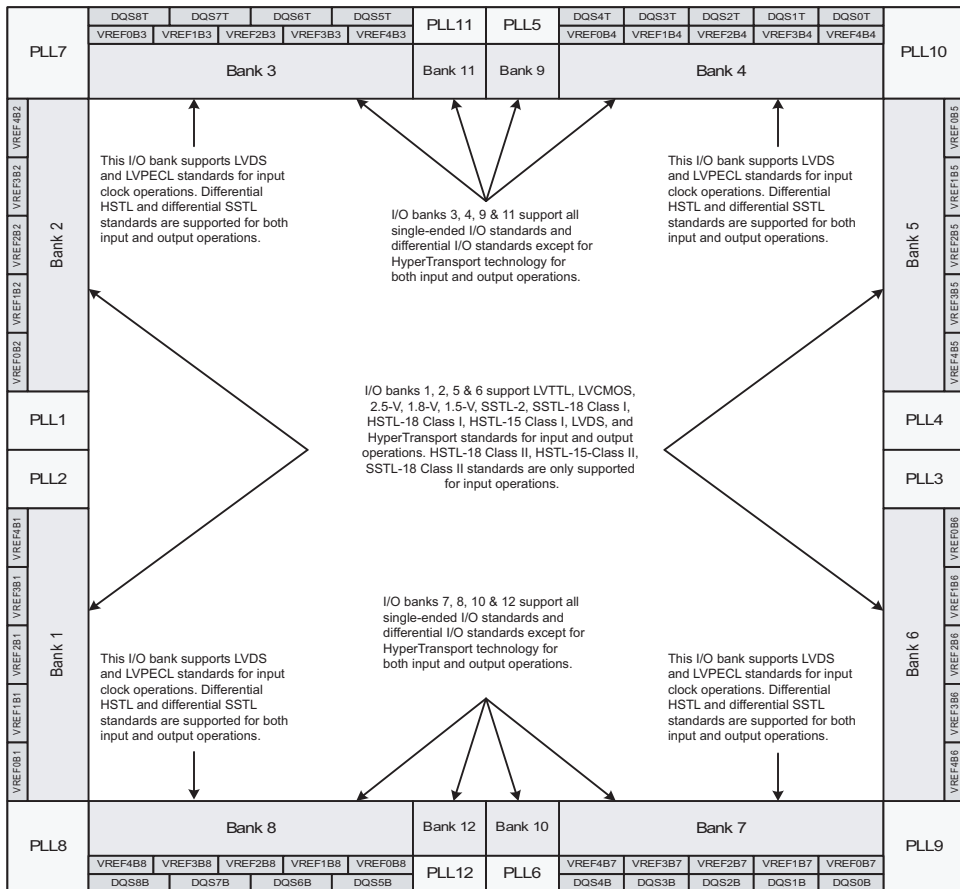 DQS8T DQS7T DQS6T DQS5T
PLL11
PLL5
DQS4T DQS3T DQS2T DQS1T DQS0T
PLL7
VREF0B3 VREF1B3 VREF2B3 VREF3B3 VREF4B3
VREF0B4 VREF1B4 VREF2B4 VREF3B4 VREF4B4
PLL10
Bank 3
Bank 11
Bank 9
Bank 4
VREF4B2
VREF3B2
VREF2B2
VREF1B2
VREF0B2
Bank 2
This I/O bank supports LVDS
and LVPECL standards for input
clock operations. Differential
HSTL and differential SSTL
standards are supported for both
input and output operations.
I/O banks 3, 4, 9 & 11 support all
single-ended I/O standards and
differential I/O standards except for
HyperTransport technology for
both input and output operations.
This I/O bank supports LVDS
and LVPECL standards for input
clock operations. Differential
HSTL and differential SSTL
standards are supported for both
input and output operations.
Bank 5
VREF0B5
VREF1B5
VREF2B5
VREF3B5
VREF4B5
I/O banks 1, 2, 5 & 6 support LVTTL, LVCMOS,
2.5-V, 1.8-V, 1.5-V, SSTL-2, SSTL-18 Class I,
HSTL-18 Class I, HSTL-15 Class I, LVDS, and
HyperTransport standards for input and output
operations. HSTL-18 Class II, HSTL-15-Class II,
SSTL-18 Class II standards are only supported
for input operations.
PLL1
PLL2
PLL4
PLL3
VREF4B1
VREF3B1
VREF2B1
VREF1B1
VREF0B1
Bank 1
I/O banks 7, 8, 10 & 12 support all
single-ended I/O standards and
differential I/O standards except for
HyperTransport technology for
both input and output operations.
This I/O bank supports LVDS
and LVPECL standards for input
clock operations. Differential
HSTL and differential SSTL
standards are supported for both
input and output operations.
This I/O bank supports LVDS
and LVPECL standards for input
clock operations. Differential
HSTL and differential SSTL
standards are supported for both
input and output operations.
Bank 6
VREF0B6
VREF1B6
VREF2B6
VREF3B6
VREF4B6
PLL8
Bank 8
Bank 12
Bank 10
Bank 7
PLL9
VREF4B8 VREF3B8 VREF2B8 VREF1B8 VREF0B8
PLL12
PLL6
VREF4B7 VREF3B7 VREF2B7 VREF1B7 VREF0B7
DQS8B DQS7B DQS6B DQS5B
DQS4B DQS3B DQS2B DQS1B DQS0B